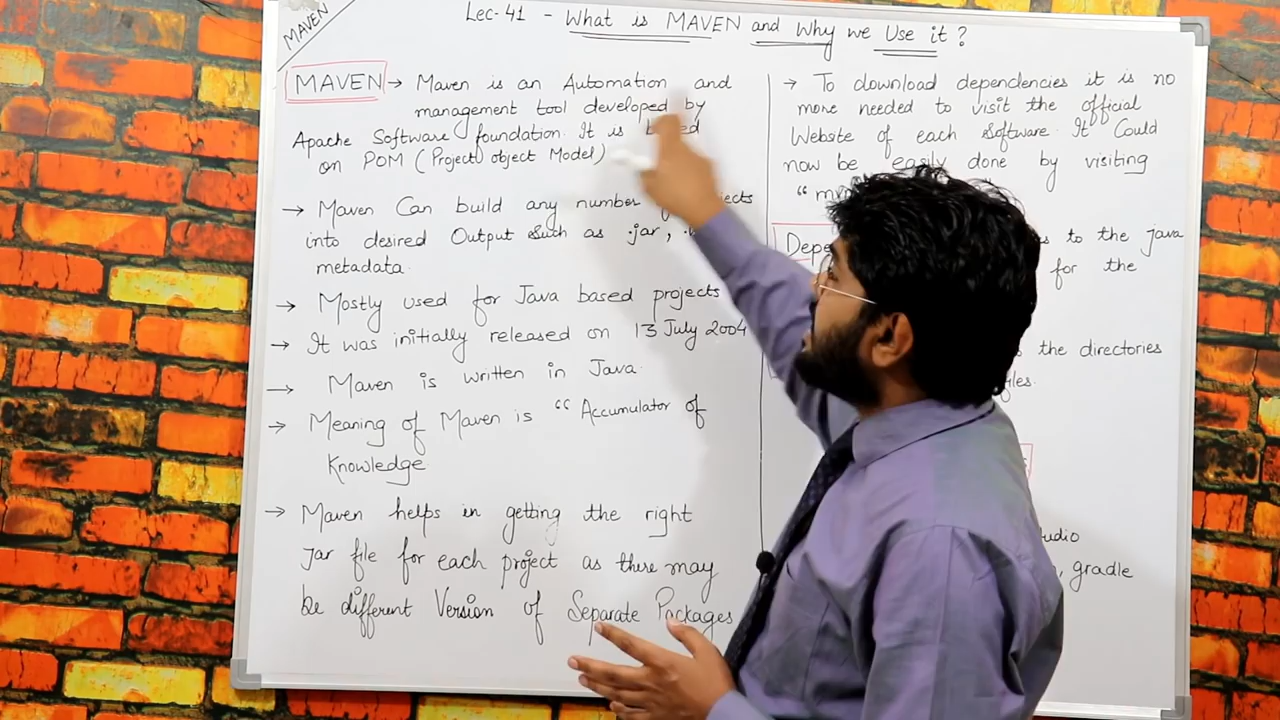 MAVEN
Lec-41 - What is MAVEN and Why we Use it ?
MAVEN → Maven is an Automation and
management tool developed by
Apache Software foundation. It is
on POM ( Project object Model )
→ Maven Can build any number
into desired Output Such as .jar,
metadata.
→ Mostly used for Java based projects
→ It was initially released on 13 July 2004
→ Maven is written in Java.
→ Meaning of Maven is “ Accumulator of
Knowledge
→ Maven helps in getting the right
Jar file for each project as there may
be different Version of Separate Packages
→ To download dependencies it is no
more needed to visit the official
Website of each Software. It Could
now be easily done by visiting
“
to the Java
for the
the directories
gradle